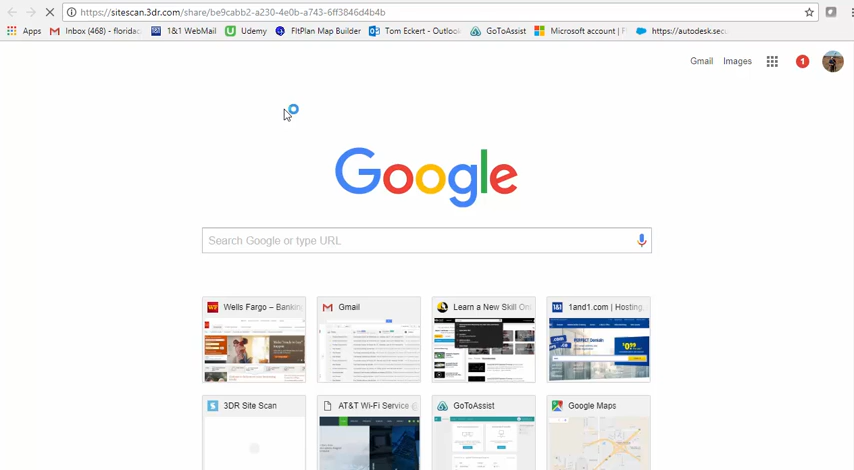 https://sitescan.3dr.com/share/be9cabb2-a230-4e0b-a743-6ff3846d4b4b
Apps Inbox (468) - florida 1&1 WebMail Udemy FltPlan Map Builder Tom Eckert - Outlook GoToAssist Microsoft account | https://autodesk.sec
Gmail Images 1
Google
Search Google or type URL
Wells Fargo – Bankin Gmail Learn a New Skill On 1and1.com | Hosting
3DR Site Scan AT&T Wi-Fi Service GoToAssist Google Maps